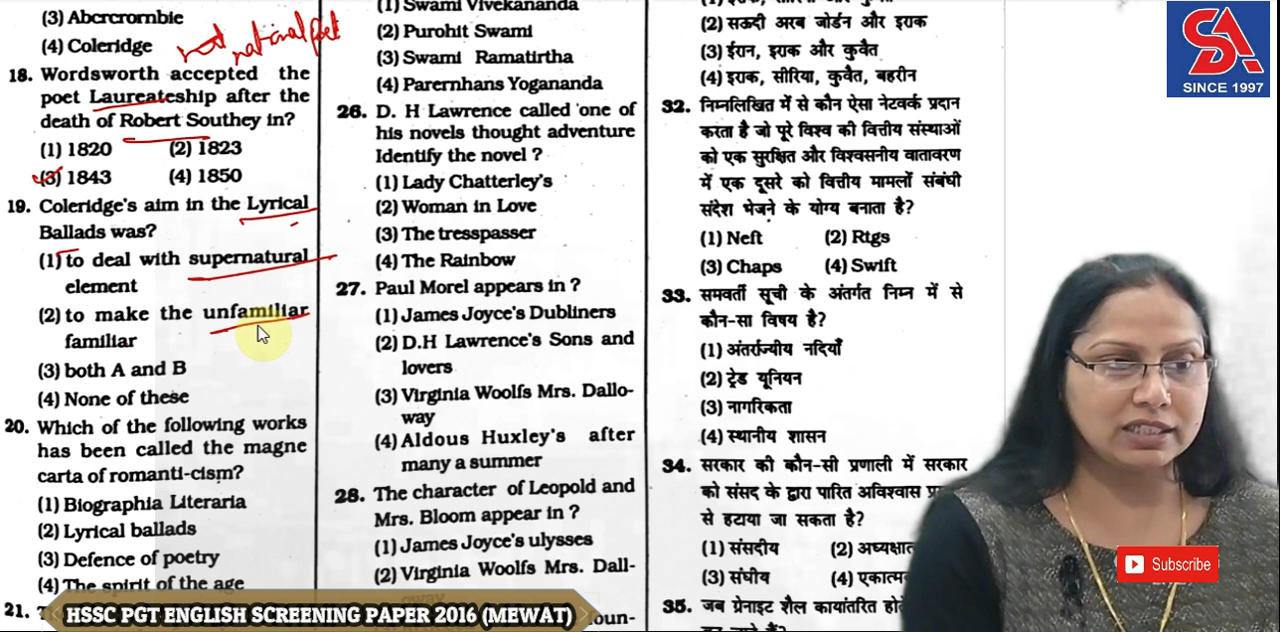 (3) Abercrornbie
(4) Coleridge
not national poet
18. Wordsworth accepted the
poet Laureateship after the
death of Robert Southey in?
(1) 1820 (2) 1823
(3) 1843 (4) 1850
19. Coleridge's aim in the Lyrical
Ballads was?
(1) to deal with supernatural
element
(2) to make the unfamiliar
familiar
(3) both A and B
(4) None of these
20. Which of the following works
has been called the magne
carta of romanti-cism?
(1) Biographia Literaria
(2) Lyrical ballads
(3) Defence of poetry
(4) The spirit of the age
21.
(1) Swami Vivekananda
(2) Purohit Swami
(3) Swami Ramatirtha
(4) Parernhans Yogananda
26. D. H Lawrence called one of
his novels thought adventure
Identify the novel ?
(1) Lady Chatterley's
(2) Woman in Love
(3) The tresspasser
(4) The Rainbow
27. Paul Morel appears in ?
(1) James Joyce's Dubliners
(2) D.H Lawrence's Sons and
lovers
(3) Virginia Woolfs Mrs. Dallo-
way
(4) Aldous Huxley's after
many a summer
28. The character of Leopold and
Mrs. Bloom appear in ?
(1) James Joyce's ulysses
(2) Virginia Woolfs Mrs. Dall-
oun-
(2) सऊदी अरब जोर्डन और इराक
(3) ईरान, इराक और कुवैत
(4) इराक, सीरिया, कुवैत, बहरीन
32. निम्नलिखित में से कौन ऐसा नेटवर्क प्रदान
करता है जो पूरे विश्व की वित्तीय संस्थाओं
को एक सुरक्षित और विश्वसनीय वातावरण
में एक दूसरे को वित्तीय मामलों संबंधी
संदेश भेजने के योग्य बनाता है?
(1) Neft (2) Rtgs
(3) Chaps (4) Swift
33. समवर्ती सूची के अंतर्गत निम्न में से
कौन-सा विषय है?
(1) अंतर्राज्यीय नदियाँ
(2) ट्रेड यूनियन
(3) नागरिकता
(4) स्थानीय शासन
34. सरकार की कौन-सी प्रणाली में सरकार
को संसद के द्वारा पारित अविश्वास
से हटाया जा सकता है?
(1) संसदीय (2)
(3) संघीय (4)
35. जब ग्रेनाइट शैल कायांतरित
SA
SINCE 1997
Subscribe
HSSC PGT ENGLISH SCREENING PAPER 2016 (MEWAT)